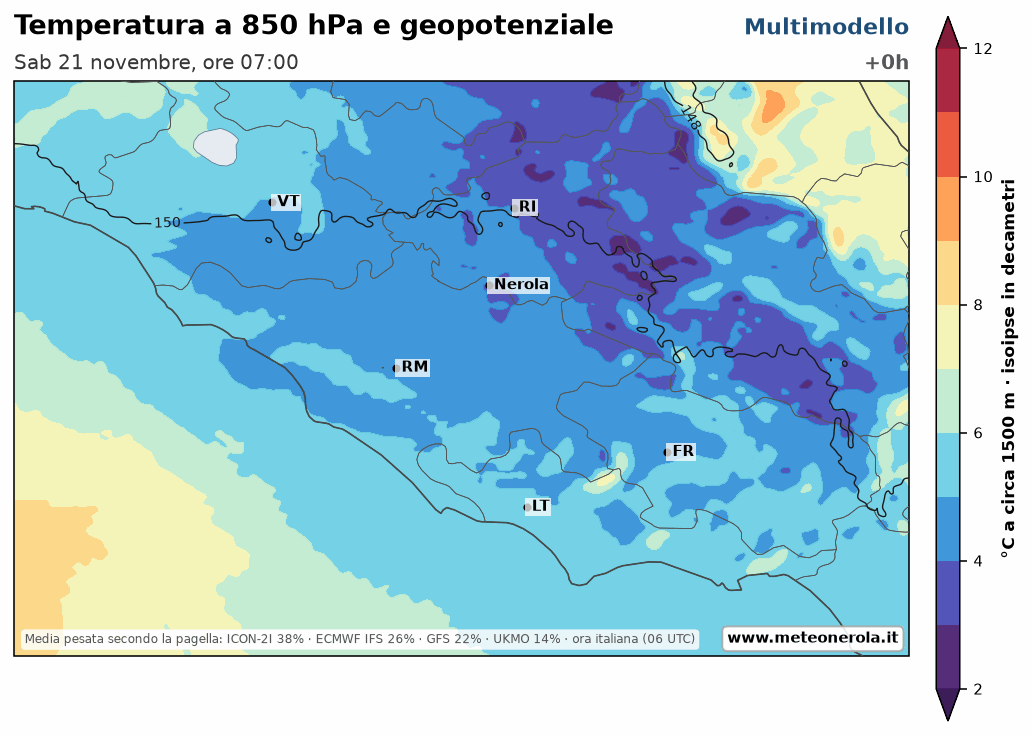 Temperatura a 850 hPa e geopotenziale
Multimodello
Sab 21 novembre, ore 07:00
+0h
148
150
VT
RI
Nerola
RM
FR
LT
Media pesata secondo la pagella: ICON-2I 38% · ECMWF IFS 26% · GFS 22% · UKMO 14% · ora italiana (06 UTC)
www.meteonerola.it
12
10
8
6
4
2
°C a circa 1500 m · isoipse in decametri